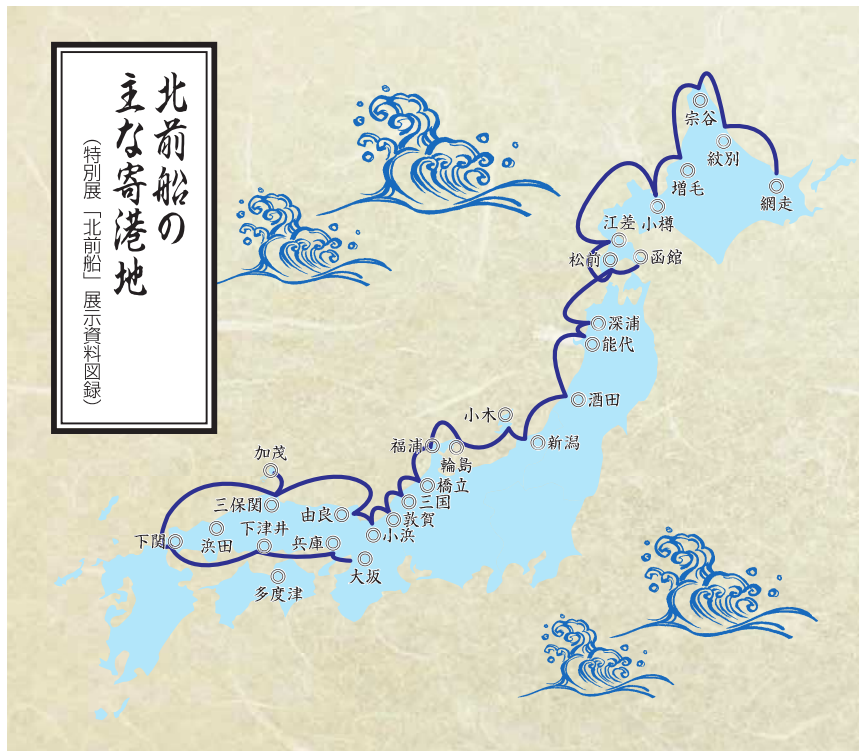 北前船の
主な寄港地
（特別展「北前船」展示資料図録）
宗谷
紋別
網走
増毛
小樽
江差
松前
函館
深浦
能代
酒田
小木
新潟
福浦
輪島
橋立
三国
敦賀
小浜
由良
加茂
三保関
浜田
下関
下津井
兵庫
大坂
多度津